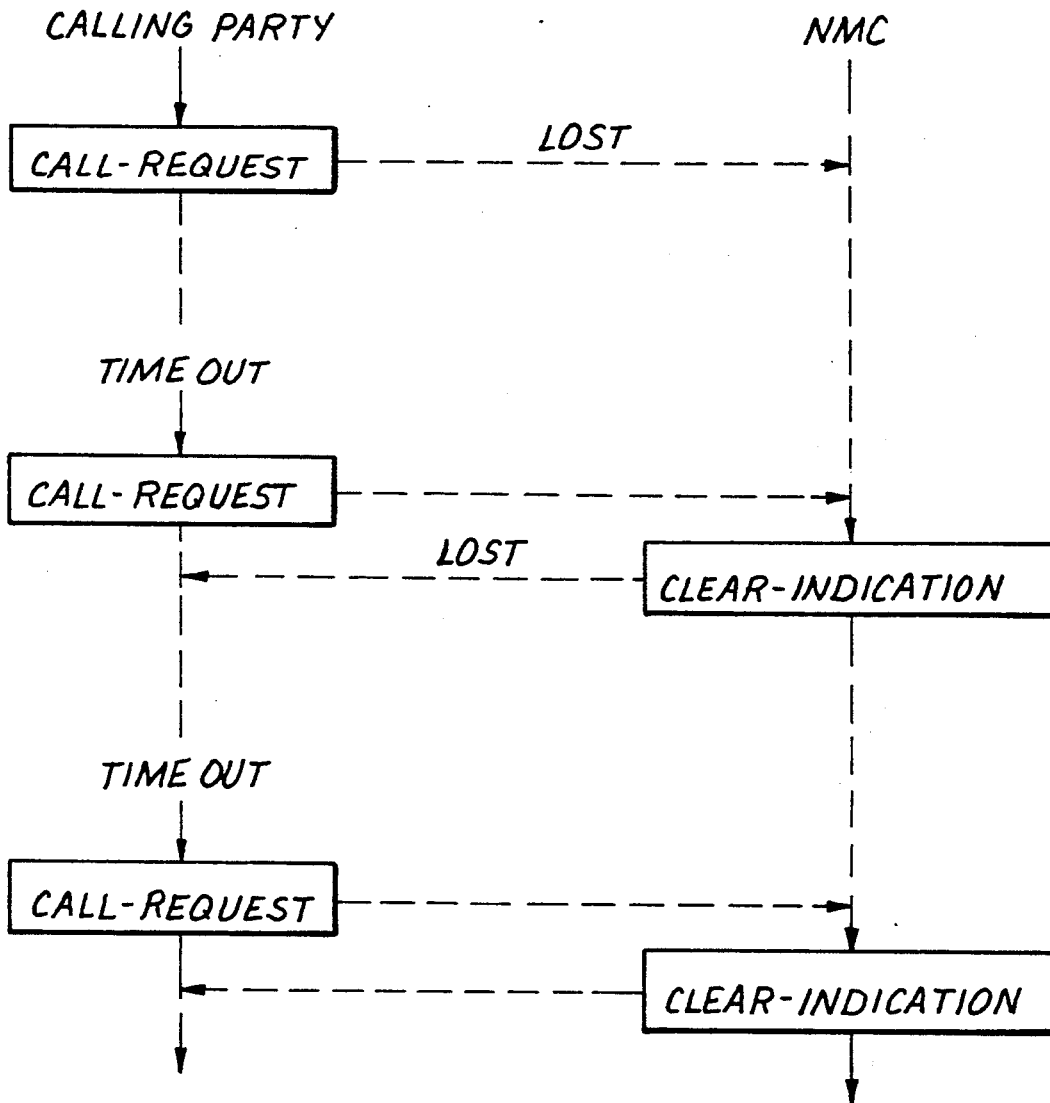 CALLING PARTY
NMC
CALL-REQUEST
LOST
TIME OUT
CALL-REQUEST
LOST
CLEAR-INDICATION
TIME OUT
CALL-REQUEST
CLEAR-INDICATION